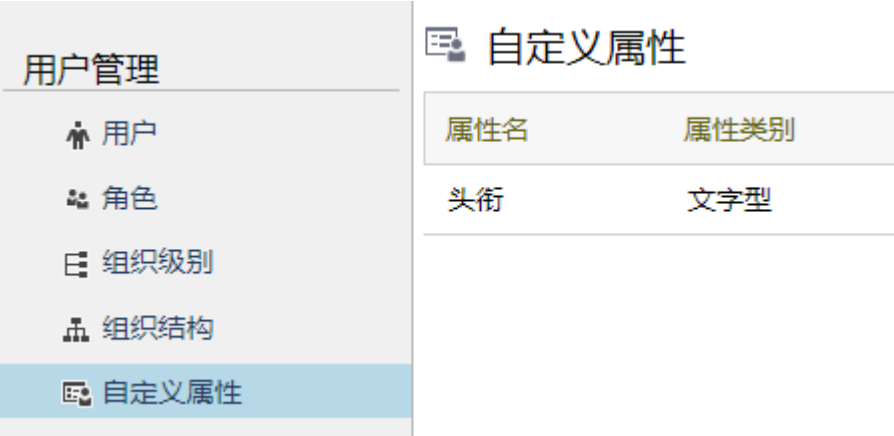 用户管理
用户
角色
组织级别
组织结构
自定义属性
自定义属性
属性名 属性类别
头衔 文字型